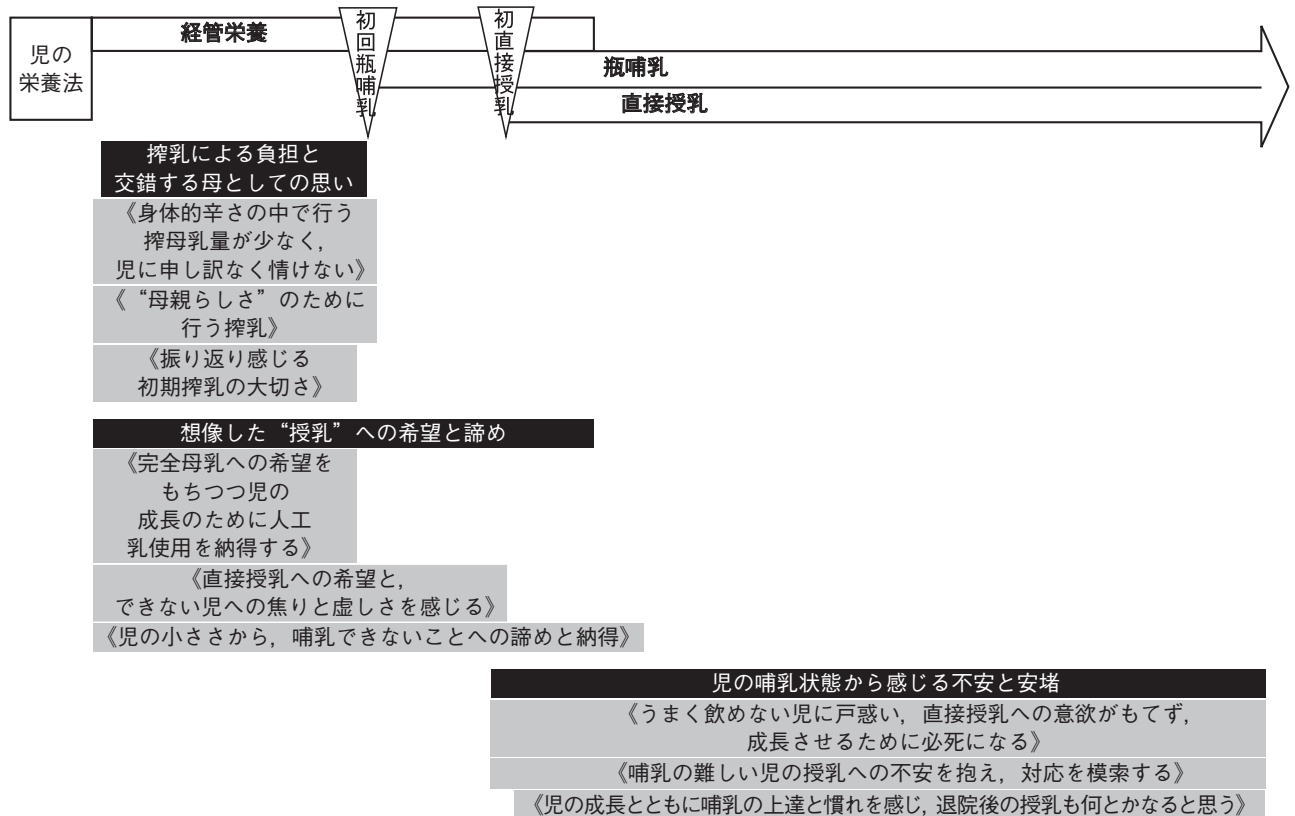 児の
栄養法
経管栄養
初回瓶哺乳
初直接授乳
瓶哺乳
直接授乳
搾乳による負担と
交錯する母としての思い
《身体的辛さの中で行う
搾母乳量が少なく，
児に申し訳なく情けない》
《“母親らしさ”のために
行う搾乳》
《振り返り感じる
初期搾乳の大切さ》
想像した“授乳”への希望と諦め
《完全母乳への希望を
もちつつ児の
成長のために人工
乳使用を納得する》
《直接授乳への希望と，
できない児への焦りと虚しさを感じる》
《児の小ささから，哺乳できないことへの諦めと納得》
児の哺乳状態から感じる不安と安堵
《うまく飲めない児に戸惑い，直接授乳への意欲がもてず，
成長させるために必死になる》
《哺乳の難しい児の授乳への不安を抱え，対応を模索する》
《児の成長とともに哺乳の上達と慣れを感じ，退院後の授乳も何とかなると思う》